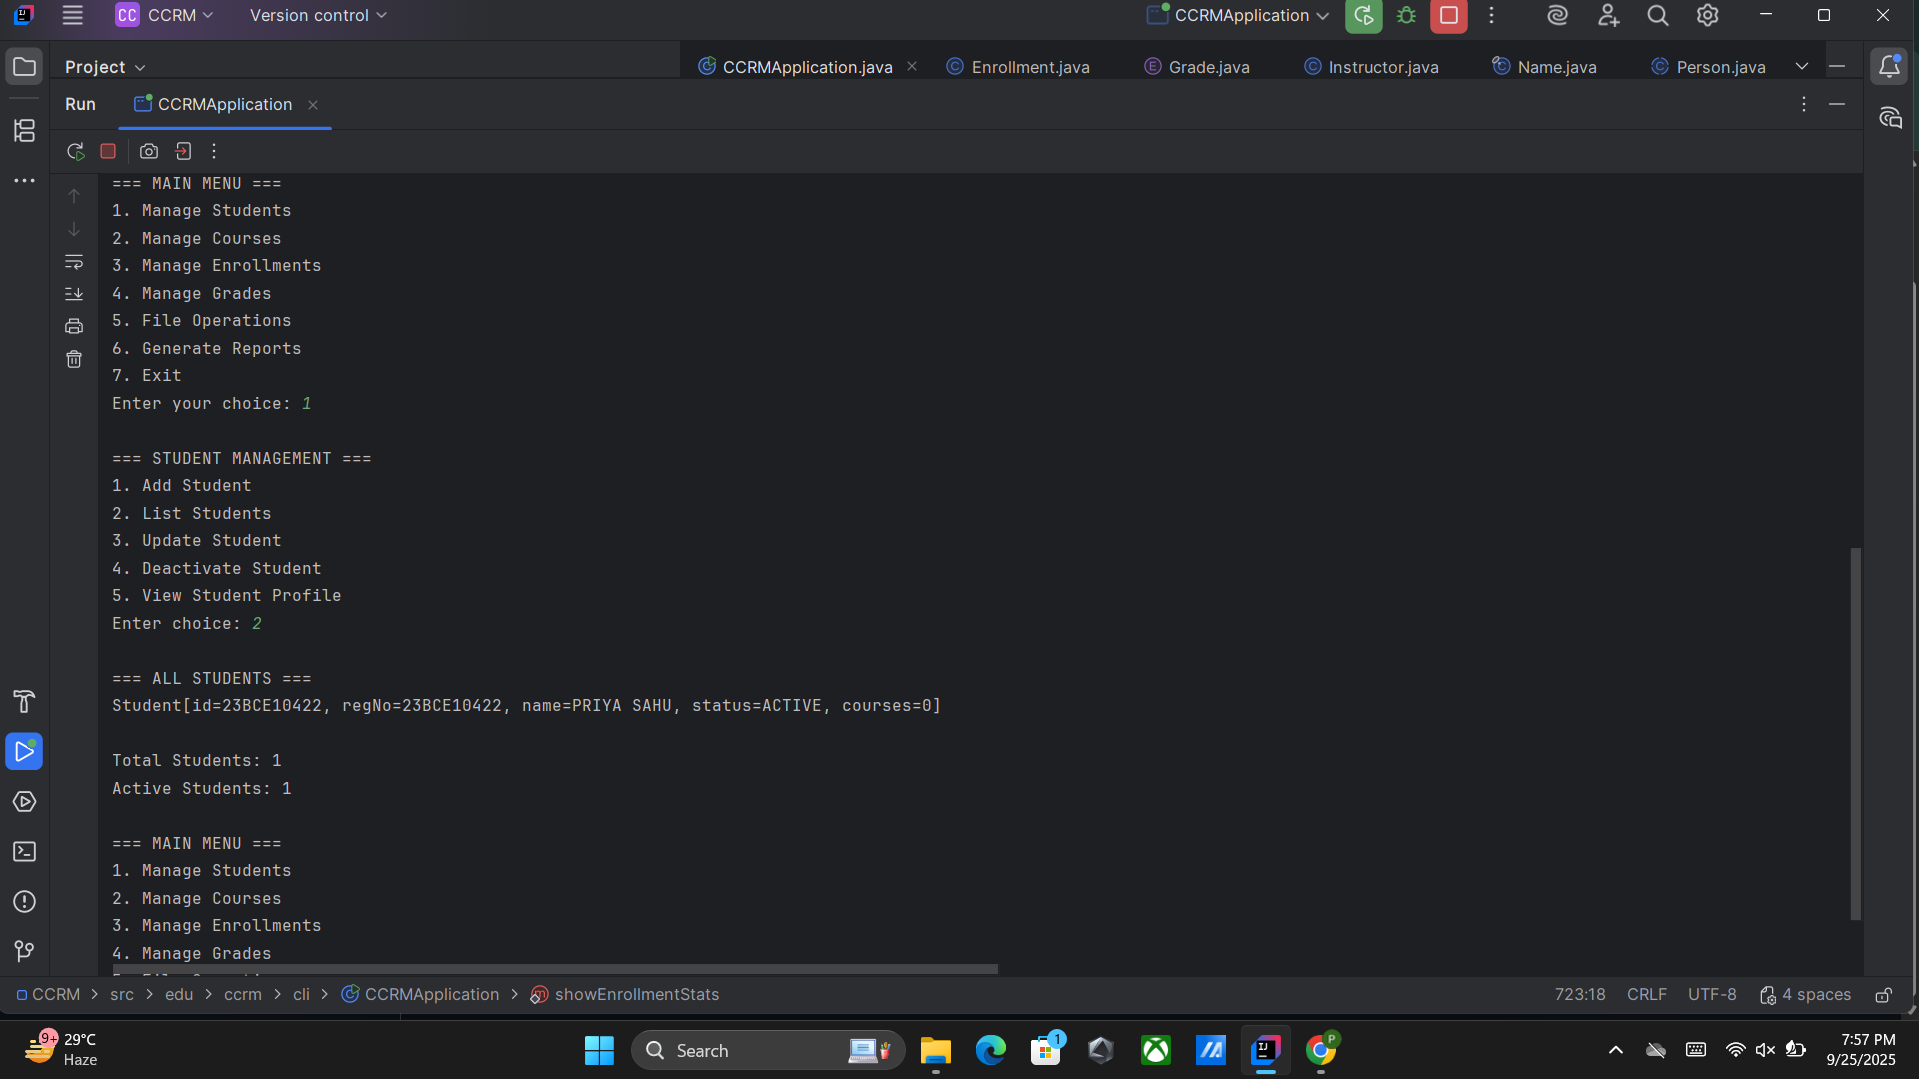 CC CCRM Version control CCRMApplication
Project CCRMApplication.java Enrollment.java Grade.java Instructor.java Name.java Person.java
Run CCRMApplication
=== MAIN MENU ===
1. Manage Students
2. Manage Courses
3. Manage Enrollments
4. Manage Grades
5. File Operations
6. Generate Reports
7. Exit
Enter your choice: 1
=== STUDENT MANAGEMENT ===
1. Add Student
2. List Students
3. Update Student
4. Deactivate Student
5. View Student Profile
Enter choice: 2
=== ALL STUDENTS ===
Student[id=23BCE10422, regNo=23BCE10422, name=PRIYA SAHU, status=ACTIVE, courses=0]
Total Students: 1
Active Students: 1
=== MAIN MENU ===
1. Manage Students
2. Manage Courses
3. Manage Enrollments
4. Manage Grades
CCRM > src > edu > ccrm > cli > CCRMApplication > showEnrollmentStats 723:18 CRLF UTF-8 4 spaces
9+ 29°C Search 1 P 7:57 PM
Haze 9/25/2025